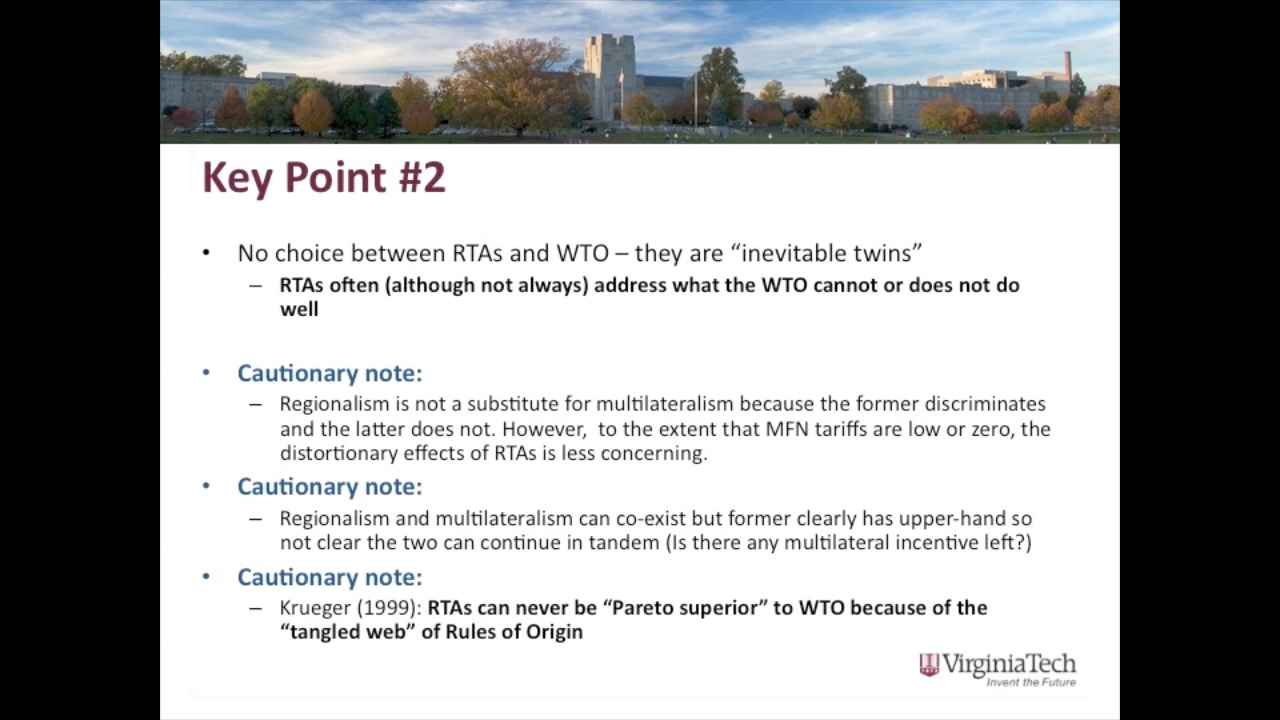 Key Point #2
• No choice between RTAs and WTO – they are “inevitable twins”
– RTAs often (although not always) address what the WTO cannot or does not do
well
• Cautionary note:
– Regionalism is not a substitute for multilateralism because the former discriminates
and the latter does not. However,  to the extent that MFN tariffs are low or zero, the
distortionary effects of RTAs is less concerning.
• Cautionary note:
– Regionalism and multilateralism can co-exist but former clearly has upper-hand so
not clear the two can continue in tandem (Is there any multilateral incentive left?)
• Cautionary note:
– Krueger (1999): RTAs can never be “Pareto superior” to WTO because of the
“tangled web” of Rules of Origin
VirginiaTech
Invent the Future